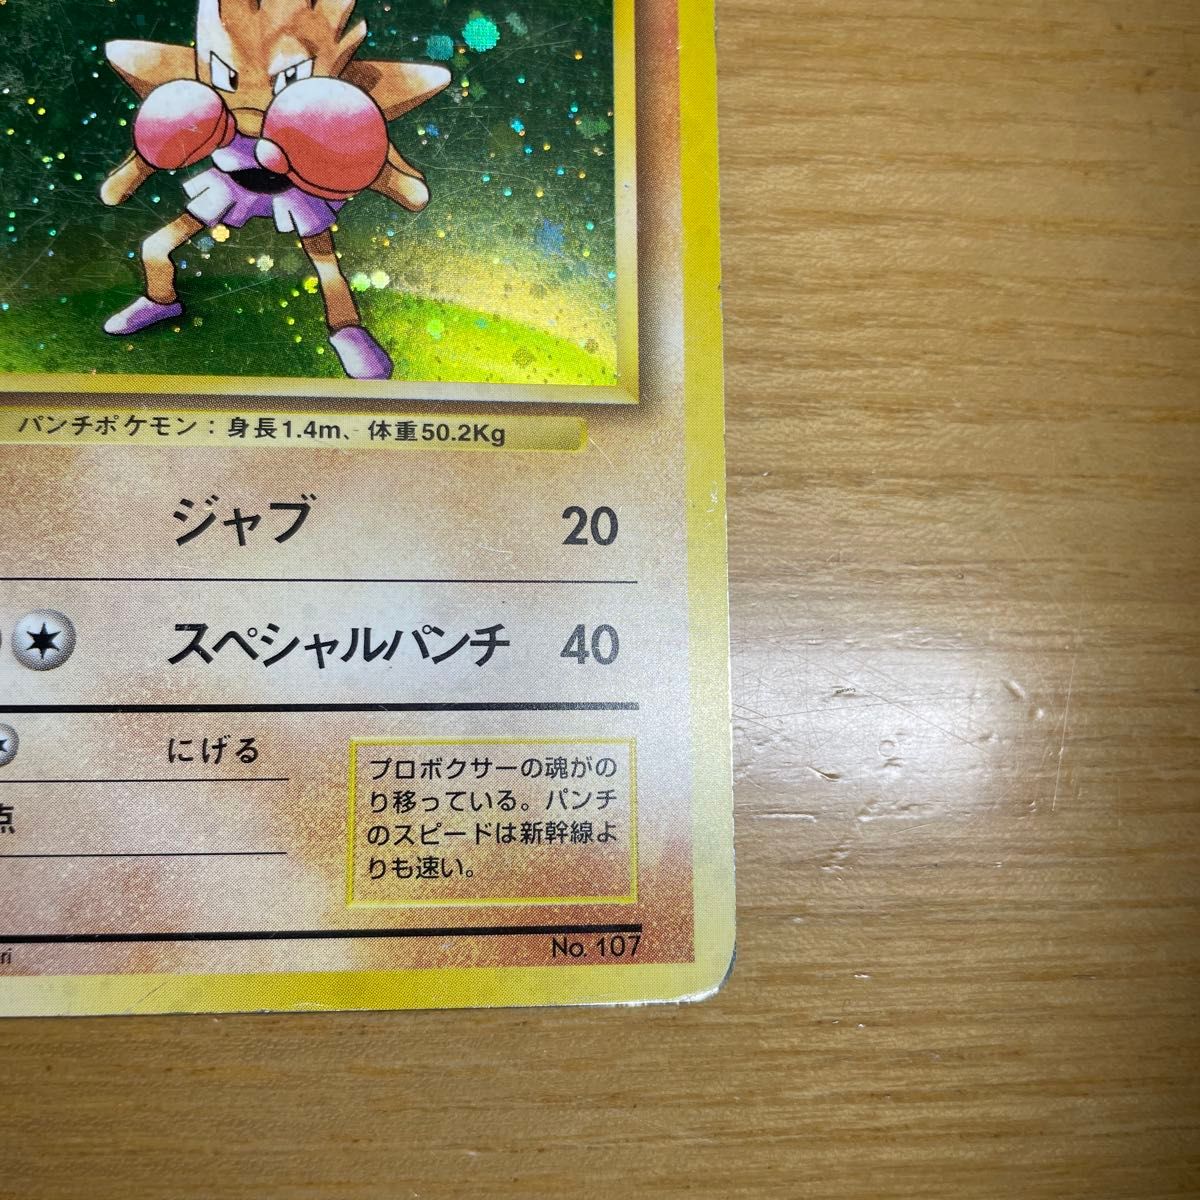 パンチポケモン：身長1.4m、体重50.2Kg
ジャブ 20
スペシャルパンチ 40
にげる
点
プロボクサーの魂がの
り移っている。パンチ
のスピードは新幹線よ
りも速い。
ri
No. 107